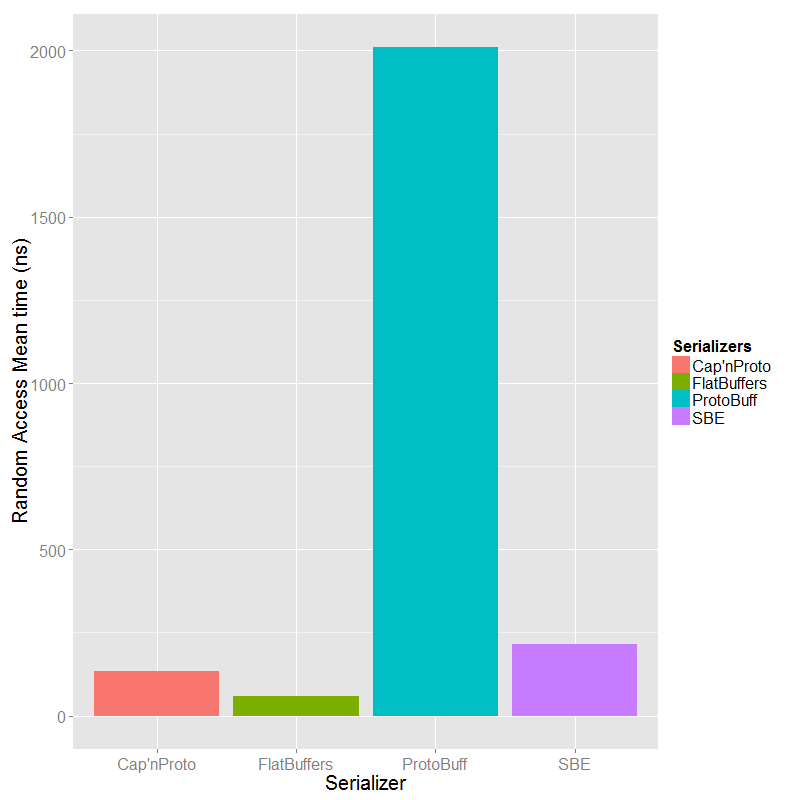 2000
1500
1000
500
0
Random Access Mean time (ns)
Cap'nProto FlatBuffers ProtoBuff SBE
Serializer
Serializers
Cap'nProto
FlatBuffers
ProtoBuff
SBE